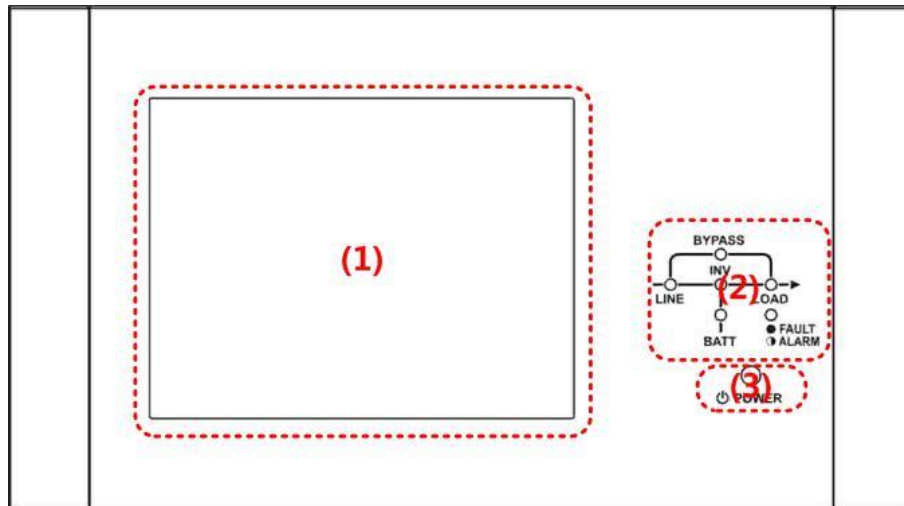 (1)
BYPASS
INV
LINE (2) LOAD
BATT
● FAULT
◑ ALARM
(3)
⏻ POWER